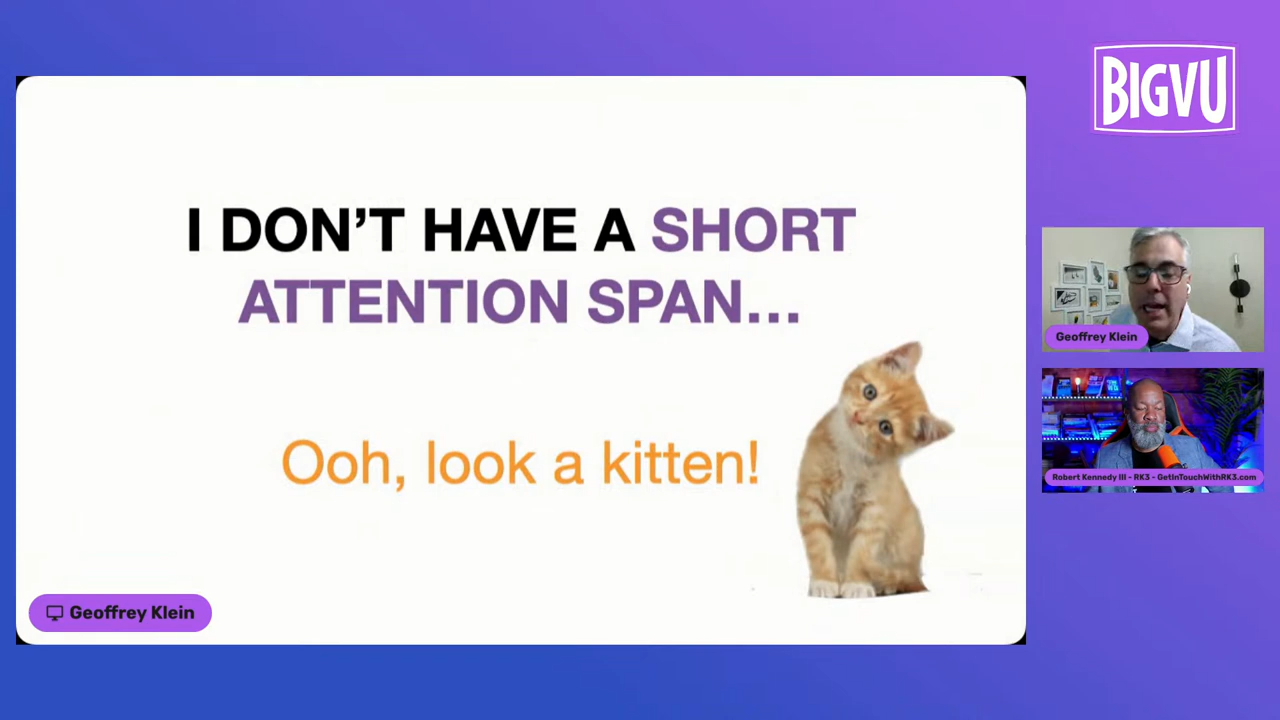 I DON’T HAVE A SHORT
ATTENTION SPAN...
Ooh, look a kitten!
Geoffrey Klein
BIGVU
Geoffrey Klein
Robert Kennedy III - RK3 - GetInTouchWithRK3.com